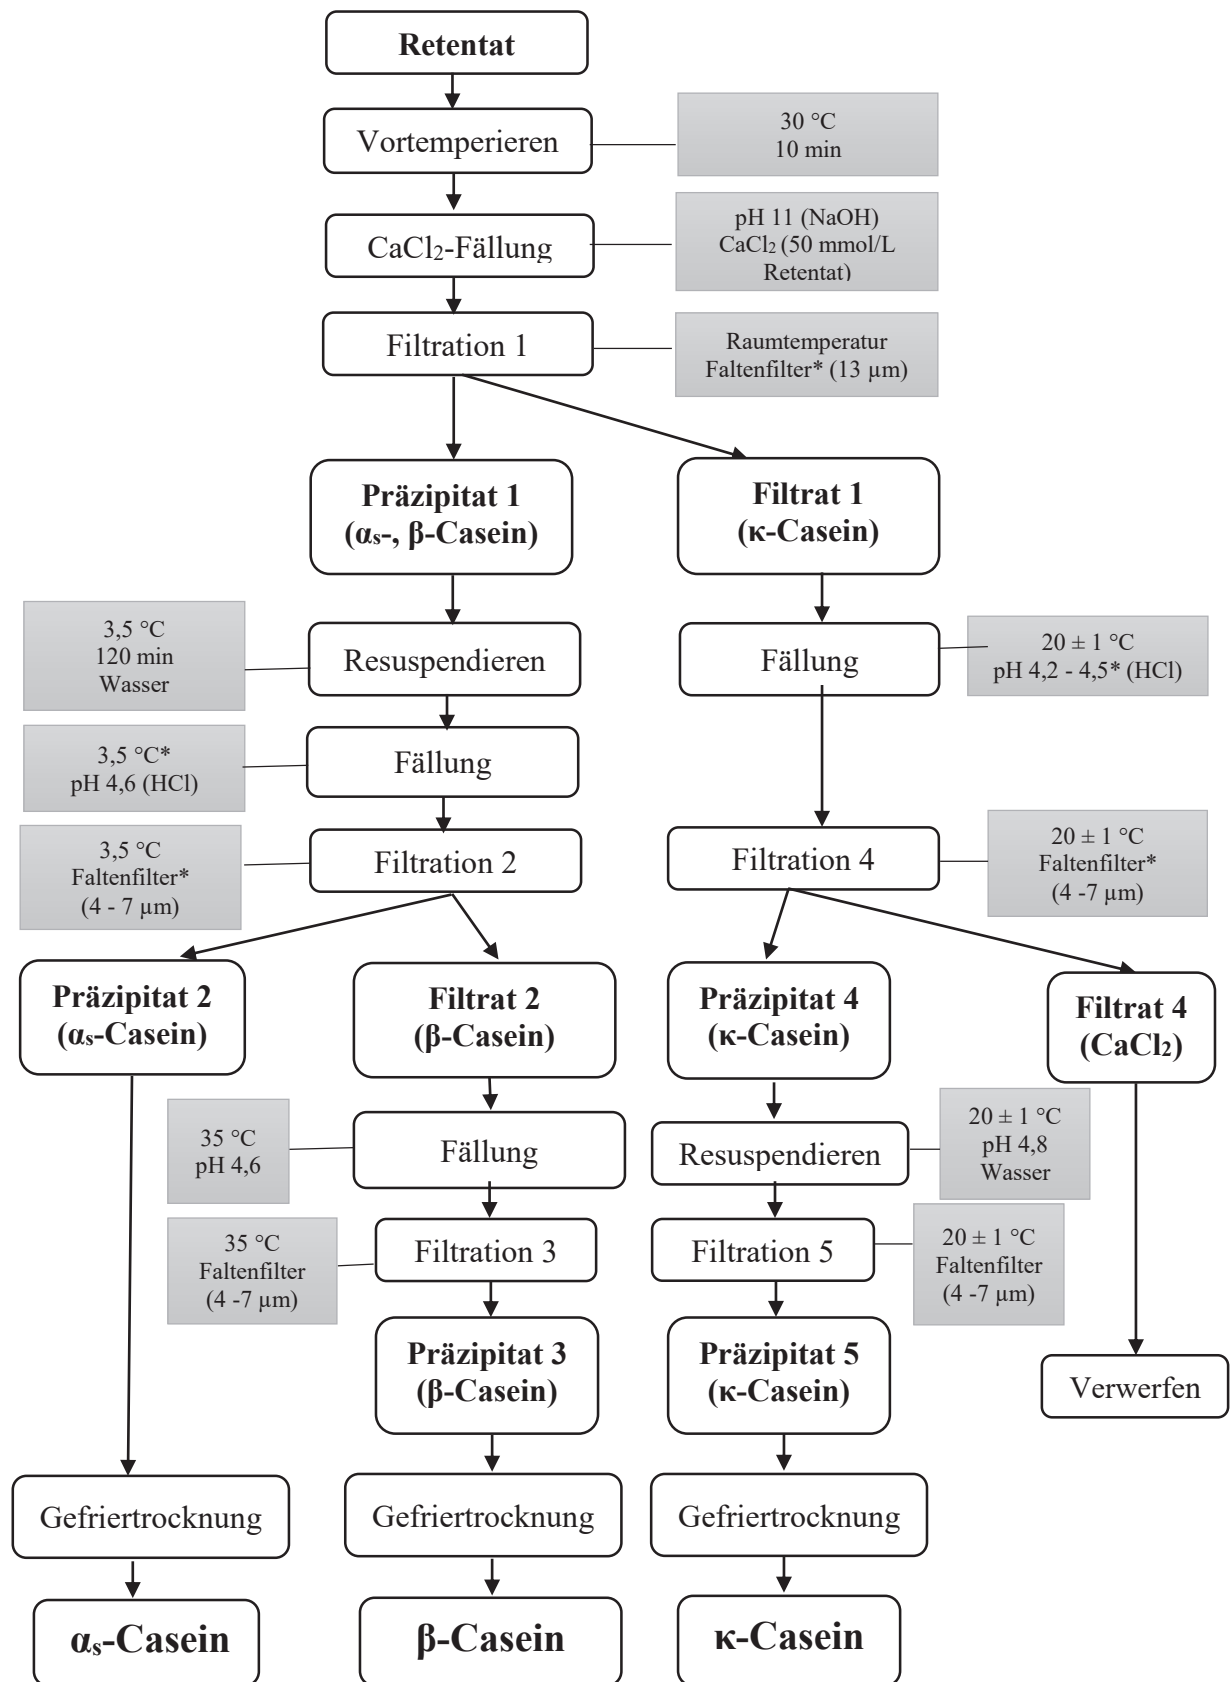 Retentat
Vortemperieren
30 °C
10 min
CaCl₂-Fällung
pH 11 (NaOH)
CaCl₂ (50 mmol/L
Retentat)
Filtration 1
Raumtemperatur
Faltenfilter* (13 µm)
Präzipitat 1
(αₛ-, β-Casein)
Filtrat 1
(κ-Casein)
3,5 °C
120 min
Wasser
Resuspendieren
Fällung
20 ± 1 °C
pH 4,2 - 4,5* (HCl)
3,5 °C*
pH 4,6 (HCl)
Fällung
3,5 °C
Faltenfilter*
(4 - 7 µm)
Filtration 2
Filtration 4
20 ± 1 °C
Faltenfilter*
(4 -7 µm)
Präzipitat 2
(αₛ-Casein)
Filtrat 2
(β-Casein)
Präzipitat 4
(κ-Casein)
Filtrat 4
(CaCl₂)
35 °C
pH 4,6
Fällung
Resuspendieren
20 ± 1 °C
pH 4,8
Wasser
35 °C
Faltenfilter
(4 -7 µm)
Filtration 3
Filtration 5
20 ± 1 °C
Faltenfilter
(4 -7 µm)
Präzipitat 3
(β-Casein)
Präzipitat 5
(κ-Casein)
Verwerfen
Gefriertrocknung
Gefriertrocknung
Gefriertrocknung
αₛ-Casein
β-Casein
κ-Casein